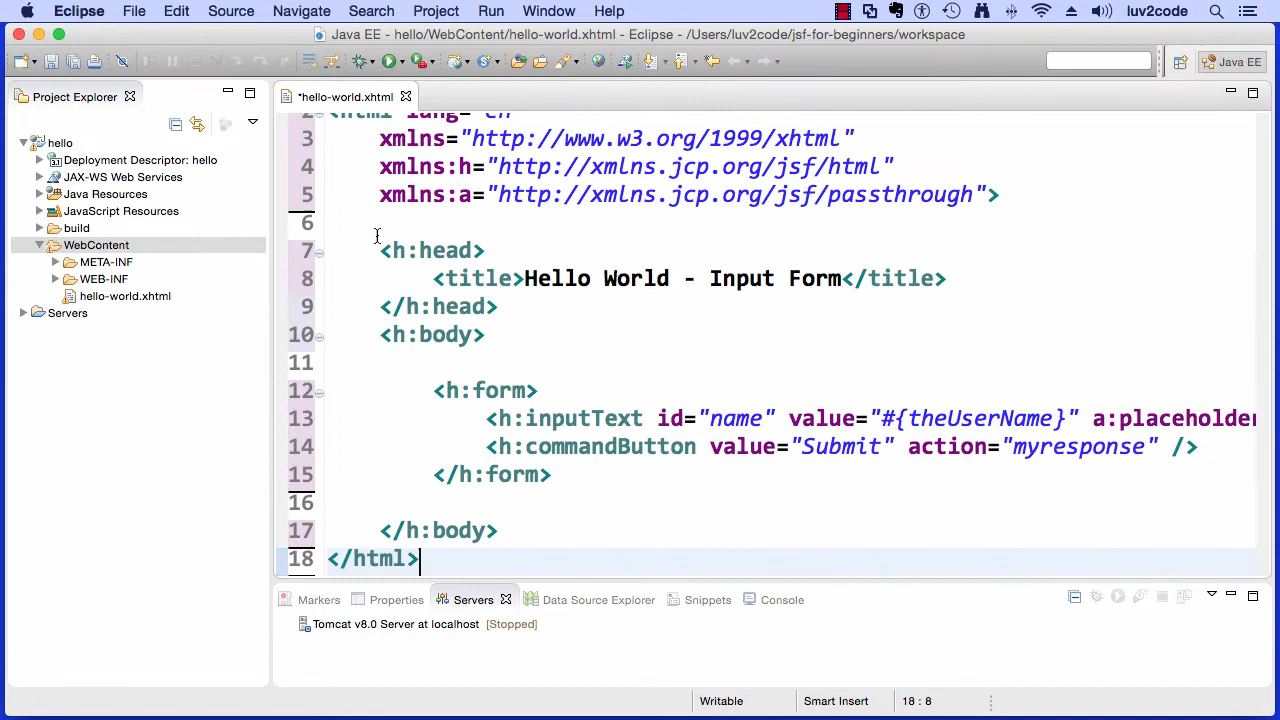 Eclipse File Edit Source Navigate Search Project Run Window Help luv2code
Java EE - hello/WebContent/hello-world.xhtml - Eclipse - /Users/luv2code/jsf-for-beginners/workspace
Java EE
Project Explorer
*hello-world.xhtml
hello
Deployment Descriptor: hello
JAX-WS Web Services
Java Resources
JavaScript Resources
build
WebContent
META-INF
WEB-INF
hello-world.xhtml
Servers
2 <html lang="en"
3 xmlns="http://www.w3.org/1999/xhtml"
4 xmlns:h="http://xmlns.jcp.org/jsf/html"
5 xmlns:a="http://xmlns.jcp.org/jsf/passthrough">
6
7 <h:head>
8 <title>Hello World - Input Form</title>
9 </h:head>
10 <h:body>
11
12 <h:form>
13 <h:inputText id="name" value="#{theUserName}" a:placeholder
14 <h:commandButton value="Submit" action="myresponse" />
15 </h:form>
16
17 </h:body>
18 </html>
Markers Properties Servers Data Source Explorer Snippets Console
Tomcat v8.0 Server at localhost [Stopped]
Writable Smart Insert 18 : 8